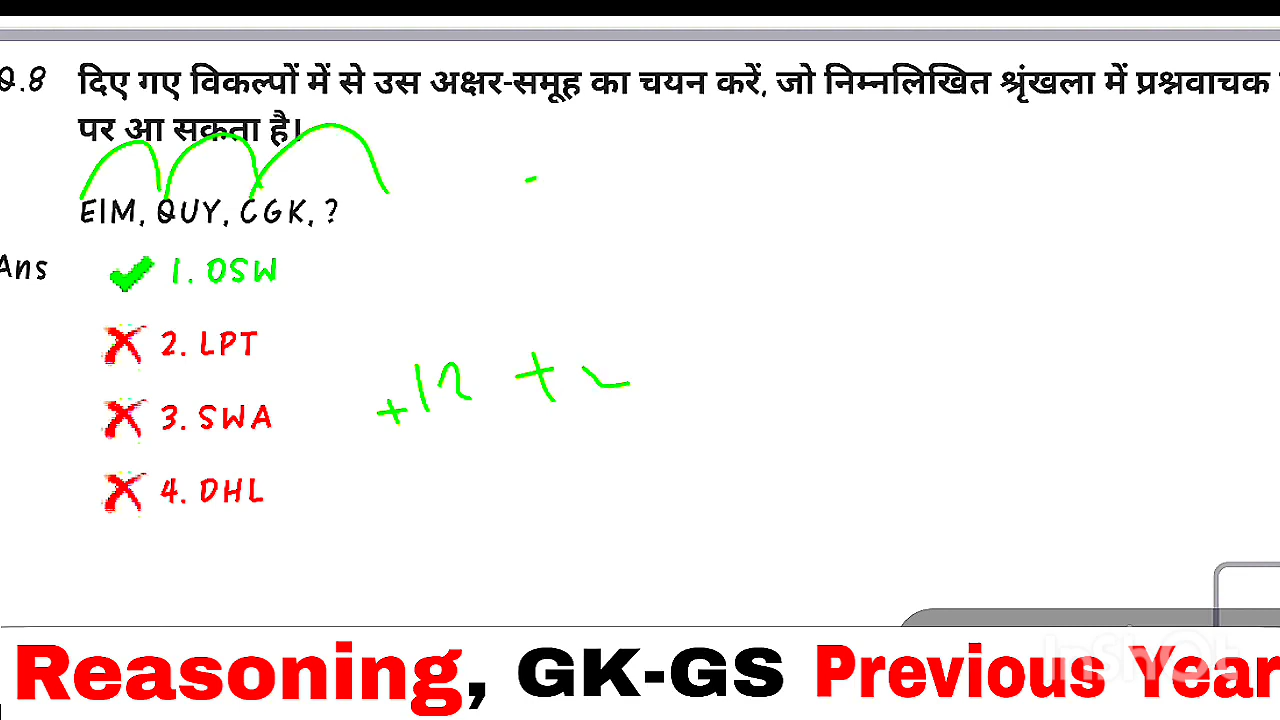 Q.8 दिए गए विकल्पों में से उस अक्षर-समूह का चयन करें, जो निम्नलिखित श्रृंखला में प्रश्नवाचक
पर आ सकता है।
EIM, QUY, CGK, ?
Ans
1. OSW
2. LPT
+12 +
3. SWA
4. DHL
InShOt
Reasoning, GK-GS Previous Year